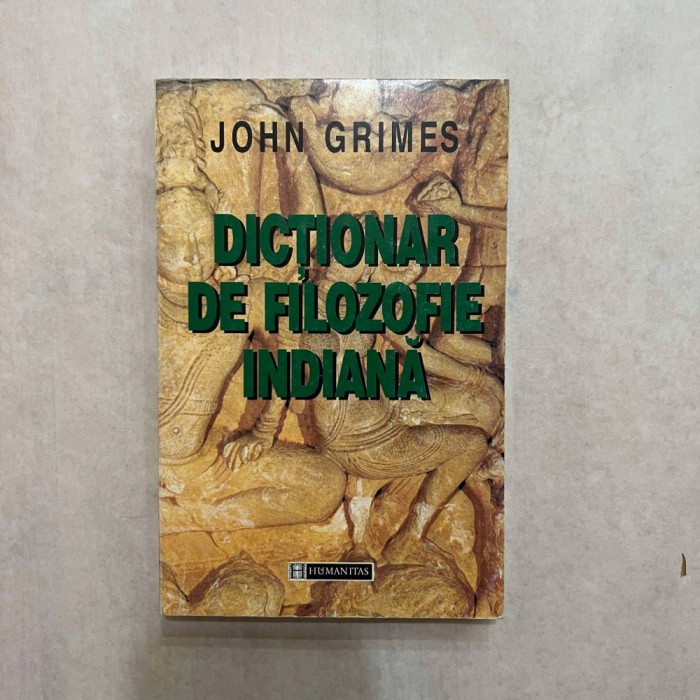 JOHN GRIMES
DICȚIONAR
DE FILOZOFIE
INDIANĂ
HUMANITAS